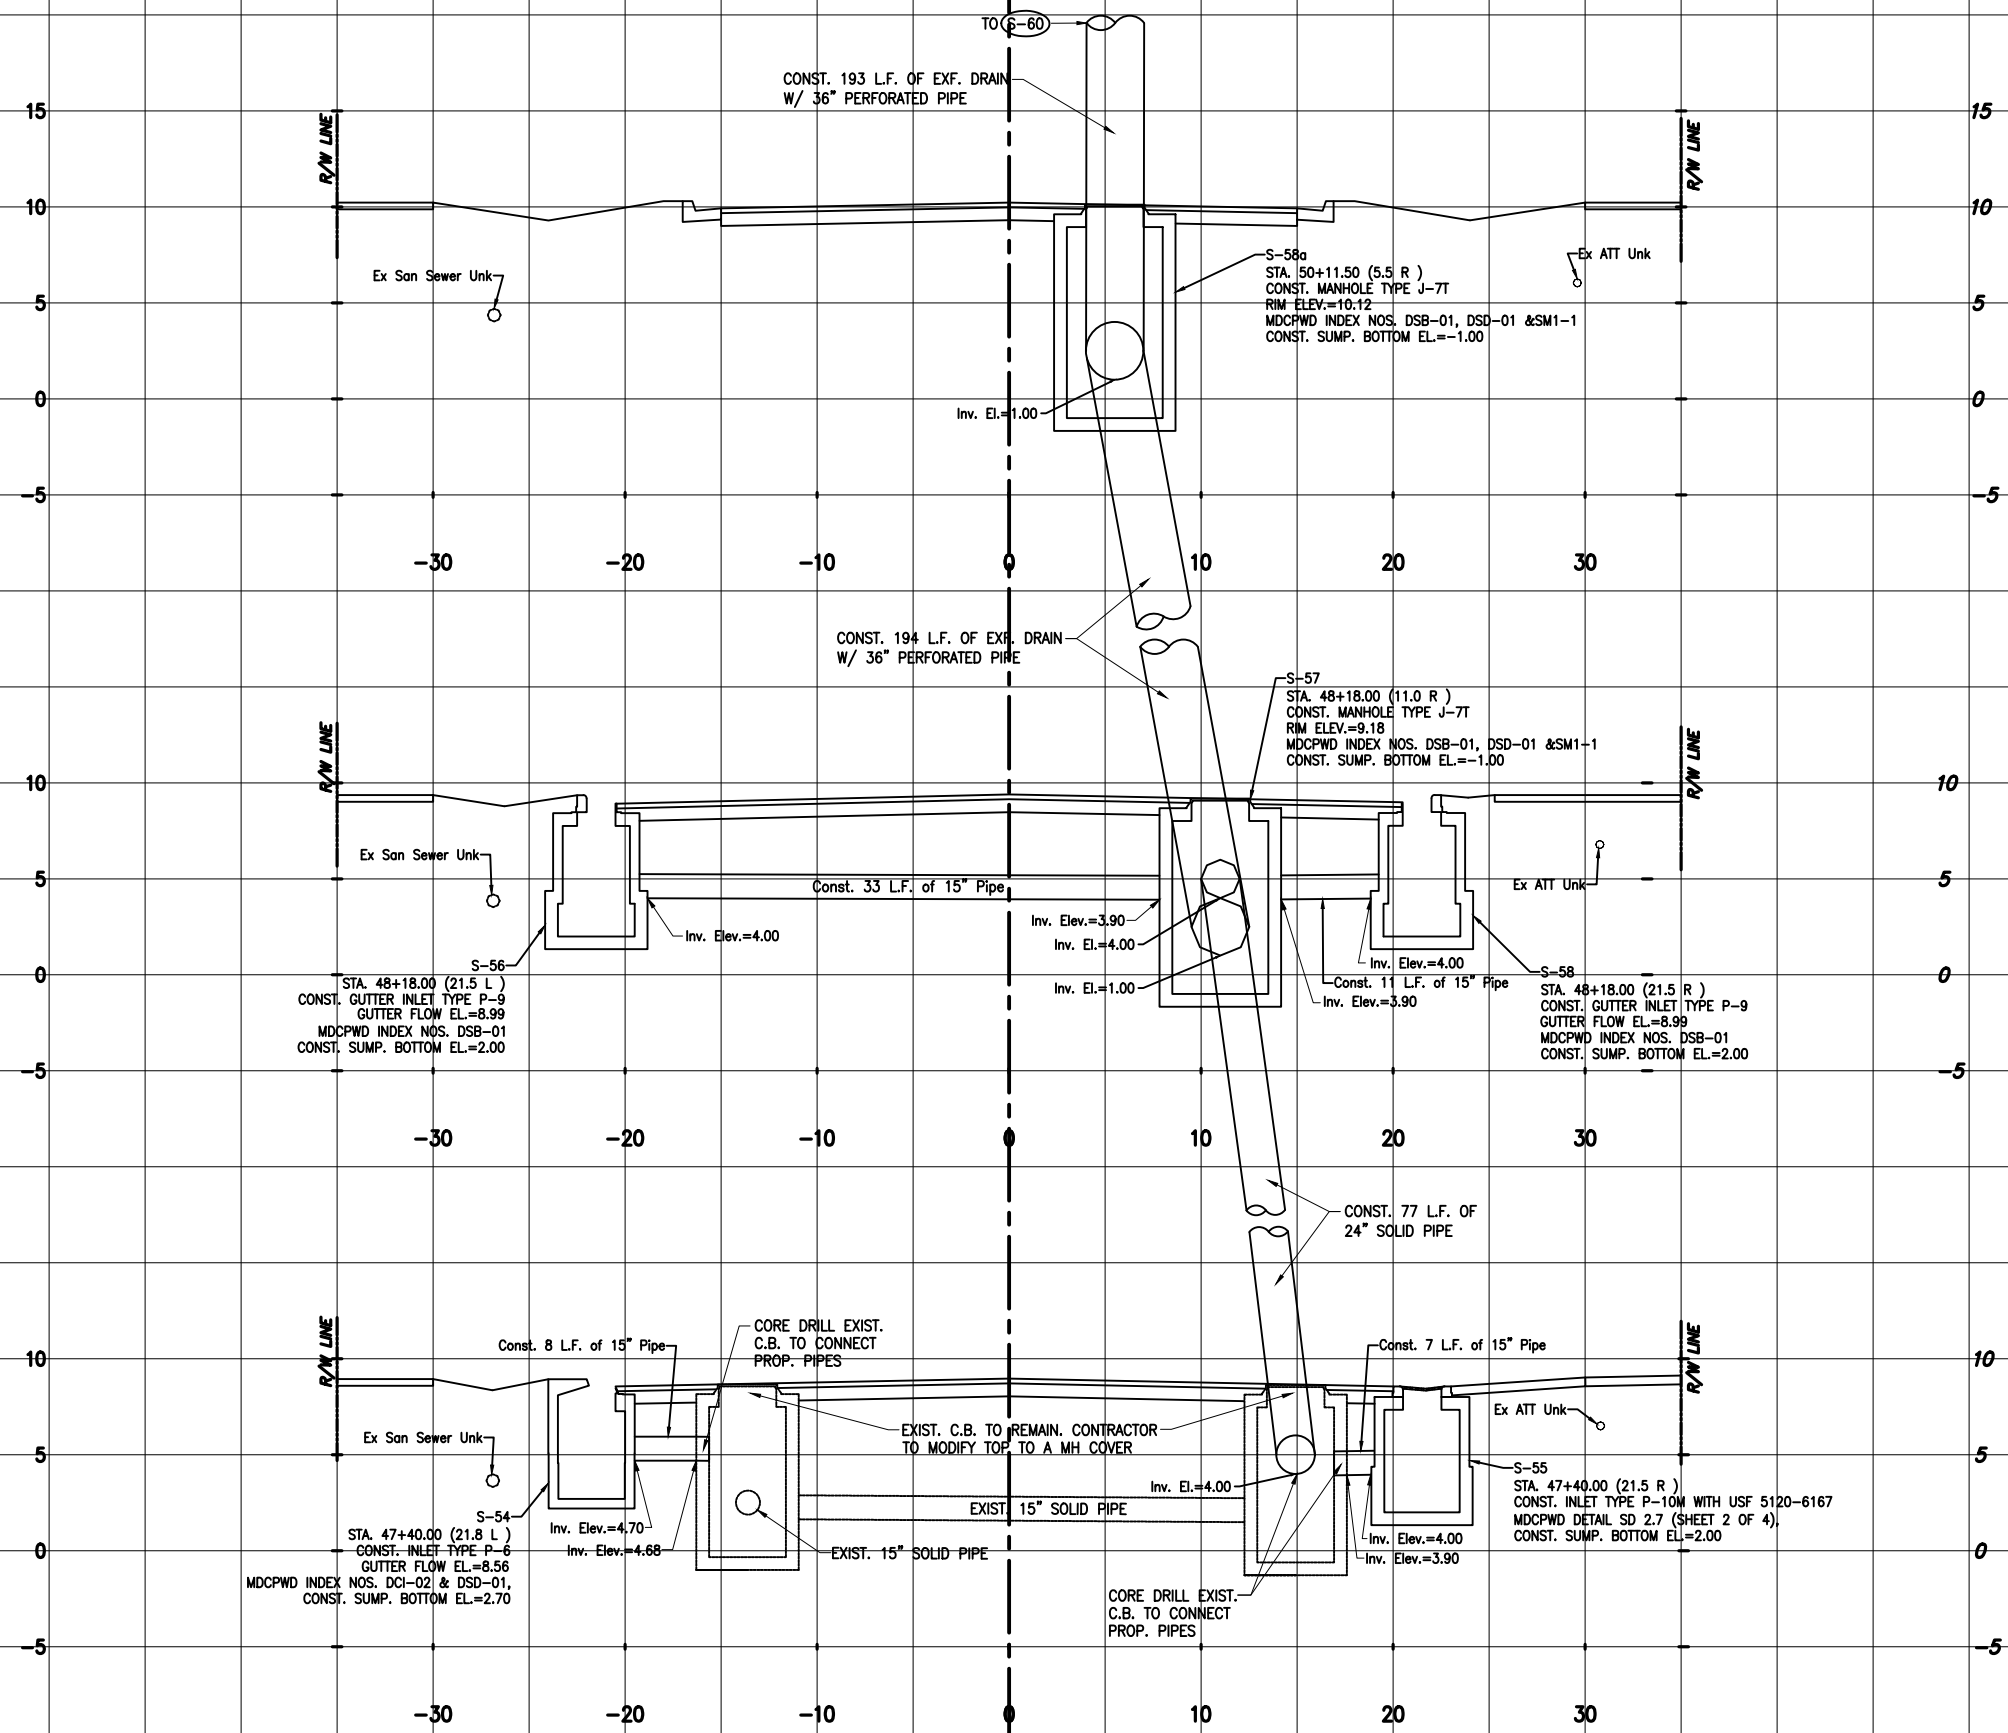 TO S-60
CONST. 193 L.F. OF EXF. DRAIN
W/ 36" PERFORATED PIPE
15
15
R/W LINE
R/W LINE
10
10
Ex San Sewer Unk
S-58a
STA. 50+11.50 (5.5 R )
CONST. MANHOLE TYPE J-7T
RIM ELEV.=10.12
MDCPWD INDEX NOS. DSB-01, DSD-01 &SM1-1
CONST. SUMP. BOTTOM EL.=-1.00
Ex ATT Unk
5
5
0
0
Inv. El.=1.00
-5
-5
-30
-20
-10
0
10
20
30
CONST. 194 L.F. OF EXF. DRAIN
W/ 36" PERFORATED PIPE
S-57
STA. 48+18.00 (11.0 R )
CONST. MANHOLE TYPE J-7T
RIM ELEV.=9.18
MDCPWD INDEX NOS. DSB-01, DSD-01 &SM1-1
CONST. SUMP. BOTTOM EL.=-1.00
R/W LINE
R/W LINE
10
10
Ex San Sewer Unk
5
5
Const. 33 L.F. of 15" Pipe
Ex ATT Unk
Inv. Elev.=4.00
Inv. Elev.=3.90
Inv. El.=4.00
Inv. El.=1.00
Inv. Elev.=4.00
Const. 11 L.F. of 15" Pipe
Inv. Elev.=3.90
0
0
S-56
STA. 48+18.00 (21.5 L )
CONST. GUTTER INLET TYPE P-9
GUTTER FLOW EL.=8.99
MDCPWD INDEX NOS. DSB-01
CONST. SUMP. BOTTOM EL.=2.00
S-58
STA. 48+18.00 (21.5 R )
CONST. GUTTER INLET TYPE P-9
GUTTER FLOW EL.=8.99
MDCPWD INDEX NOS. DSB-01
CONST. SUMP. BOTTOM EL.=2.00
-5
-5
-30
-20
-10
0
10
20
30
CONST. 77 L.F. OF
24" SOLID PIPE
R/W LINE
R/W LINE
Const. 8 L.F. of 15" Pipe
CORE DRILL EXIST.
C.B. TO CONNECT
PROP. PIPES
Const. 7 L.F. of 15" Pipe
10
10
Ex San Sewer Unk
EXIST. C.B. TO REMAIN. CONTRACTOR
TO MODIFY TOP TO A MH COVER
Ex ATT Unk
5
5
Inv. El.=4.00
EXIST. 15" SOLID PIPE
S-54
STA. 47+40.00 (21.8 L )
CONST. INLET TYPE P-6
GUTTER FLOW EL.=8.56
MDCPWD INDEX NOS. DCI-02 & DSD-01,
CONST. SUMP. BOTTOM EL.=2.70
Inv. Elev.=4.70
Inv. Elev.=4.68
EXIST. 15" SOLID PIPE
Inv. Elev.=4.00
Inv. Elev.=3.90
S-55
STA. 47+40.00 (21.5 R )
CONST. INLET TYPE P-10M WITH USF 5120-6167
MDCPWD DETAIL SD 2.7 (SHEET 2 OF 4),
CONST. SUMP. BOTTOM EL.=2.00
0
0
CORE DRILL EXIST.
C.B. TO CONNECT
PROP. PIPES
-5
-5
-30
-20
-10
0
10
20
30